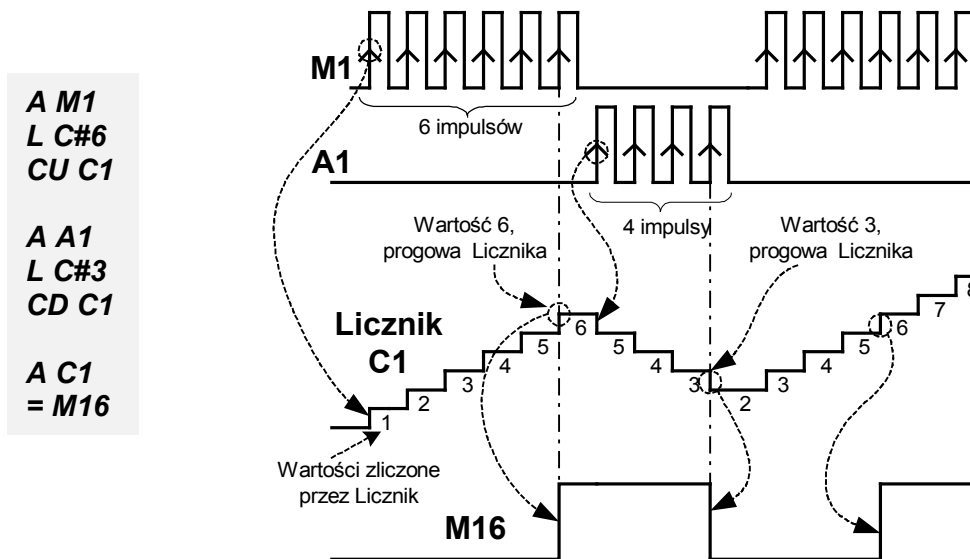 A M1
L C#6
CU C1
A A1
L C#3
CD C1
A C1
= M16
M1
6 impulsów
A1
4 impulsy
Wartość 6,
progowa Licznika
Wartość 3,
progowa Licznika
Licznik
C1
1
2
3
4
5
6
5
4
3
2
3
4
5
6
7
8
Wartości zliczone
przez Licznik
M16